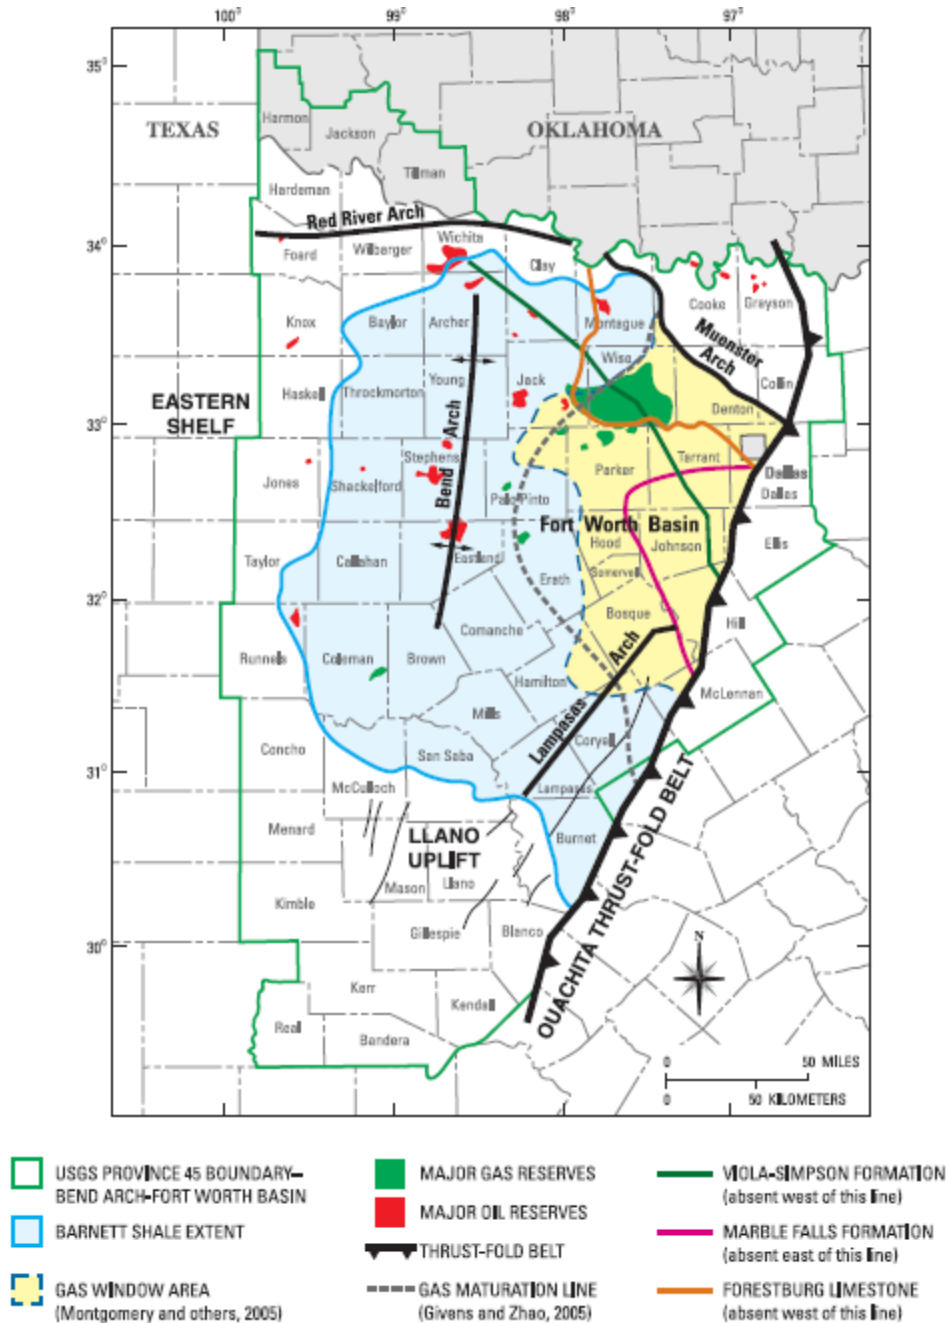 100°
99°
98°
97°
35°
TEXAS
OKLAHOMA
Harmon
Jackson
Tillman
Hardeman
Red River Arch
34°
Foard
Wilbarger
Wichita
Clay
Cooke
Grayson
Knox
Baylor
Archer
Montague
Muenster
Arch
Wise
Haskell
Throckmorton
Young
Jack
Collin
Denton
EASTERN
SHELF
33°
Bend Arch
Stephens
Parker
Tarrant
Dallas
Dallas
Jones
Shackelford
Palo Pinto
Fort Worth Basin
Hood
Johnson
Ellis
Taylor
Callahan
Eastland
Erath
Somervell
32°
Bosque
Hill
Comanche
Runnels
Coleman
Brown
Hamilton
Lampasas Arch
McLennan
Mills
Coryell
Concho
San Saba
31°
McCulloch
Lampasas
Menard
LLANO
UPLIFT
Burnet
Mason
Llano
Kimble
Gillespie
Blanco
OUACHITA THRUST-FOLD BELT
30°
N
Kerr
Kendall
Real
Bandera
0 50 MILES
0 50 KILOMETERS
USGS PROVINCE 45 BOUNDARY–
BEND ARCH-FORT WORTH BASIN
BARNETT SHALE EXTENT
GAS WINDOW AREA
(Montgomery and others, 2005)
MAJOR GAS RESERVES
MAJOR OIL RESERVES
THRUST-FOLD BELT
GAS MATURATION LINE
(Givens and Zhao, 2005)
VIOLA-SIMPSON FORMATION
(absent west of this line)
MARBLE FALLS FORMATION
(absent east of this line)
FORESTBURG LIMESTONE
(absent west of this line)